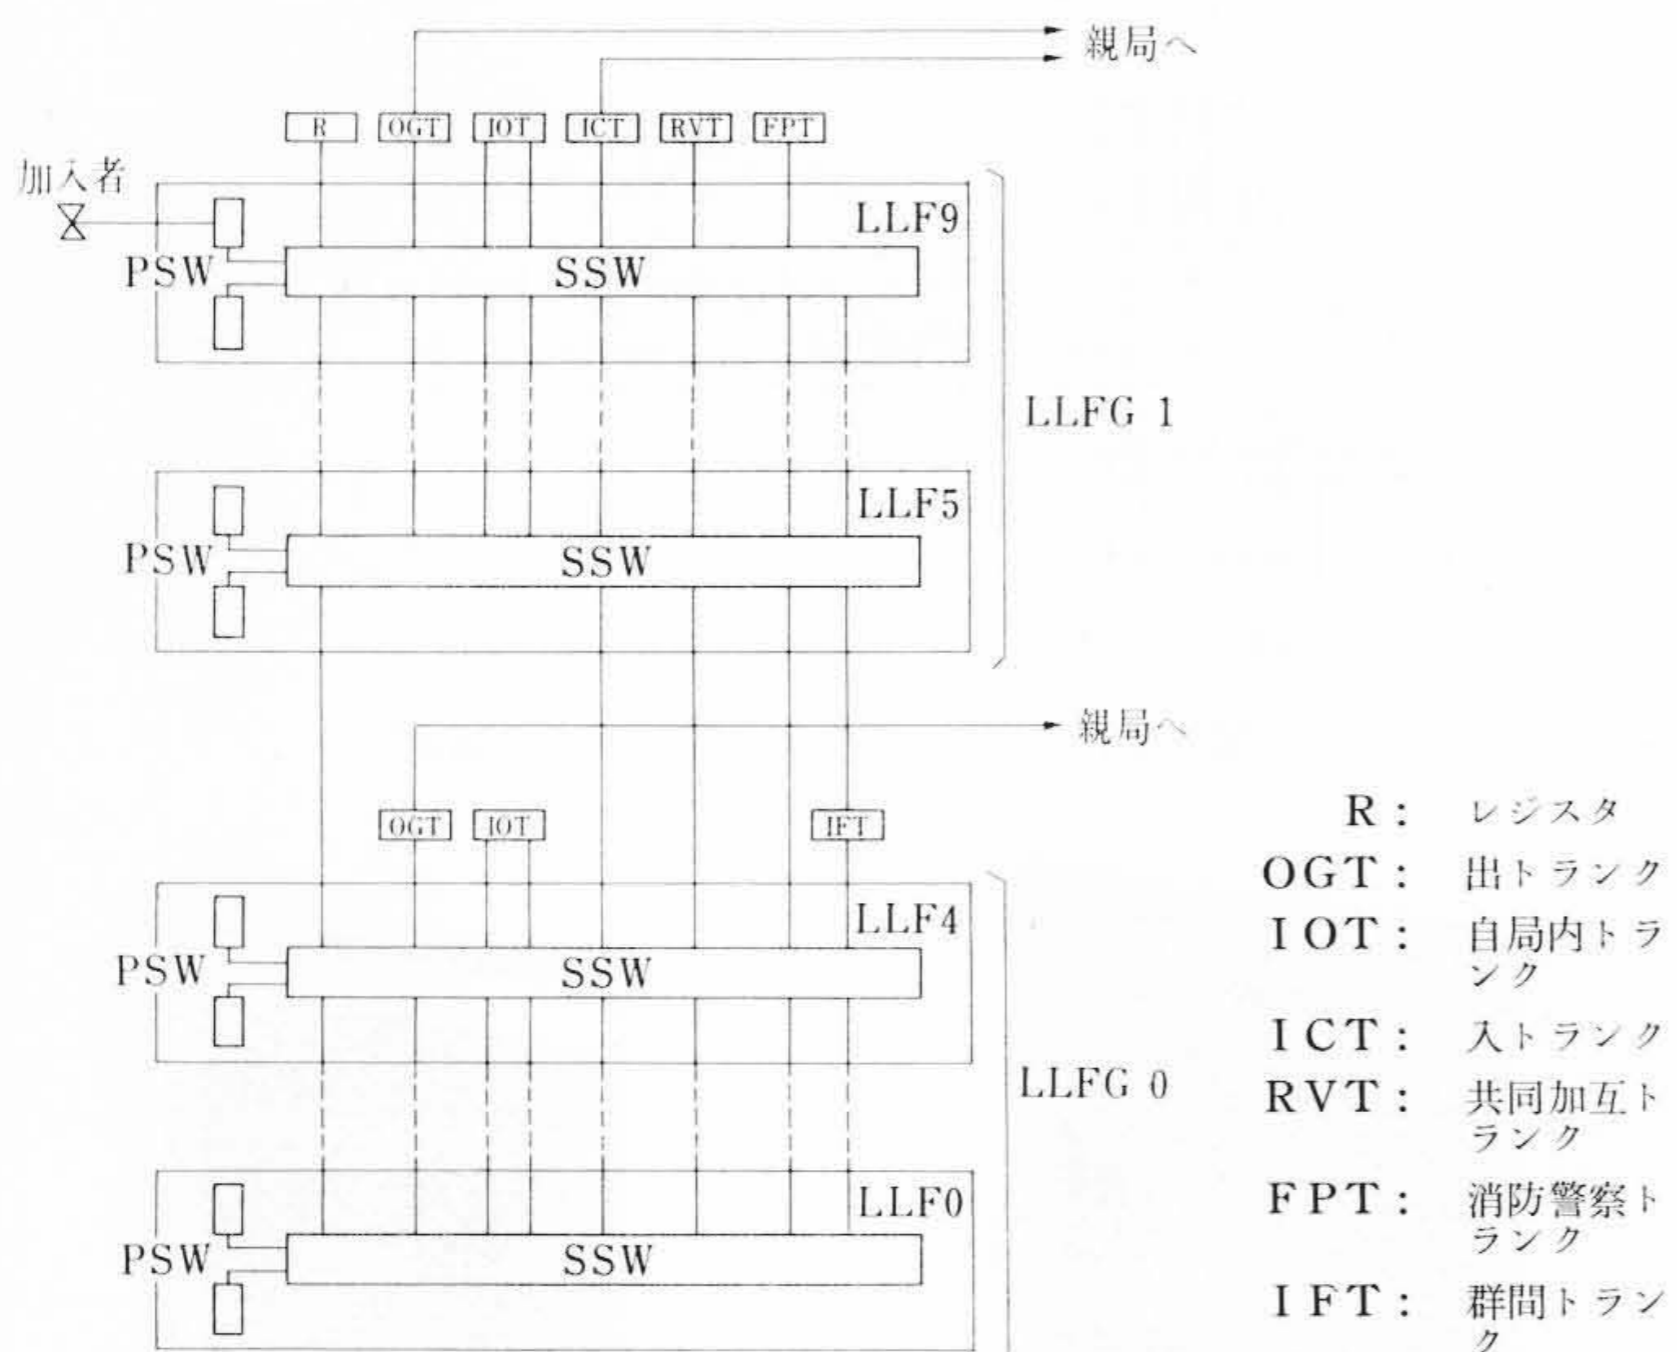 親局へ
R OGT IOT ICT RVT FPT
加入者
LLF9
PSW SSW
LLFG 1
LLF5
PSW SSW
親局へ
OGT IOT IFT
LLF4
PSW SSW
LLFG 0
LLF0
PSW SSW
R： レジスタ
OGT： 出トランク
IOT： 自局内トラ
ンク
ICT： 入トランク
RVT： 共同加互ト
ランク
FPT： 消防警察ト
ランク
IFT： 群間トラン
ク